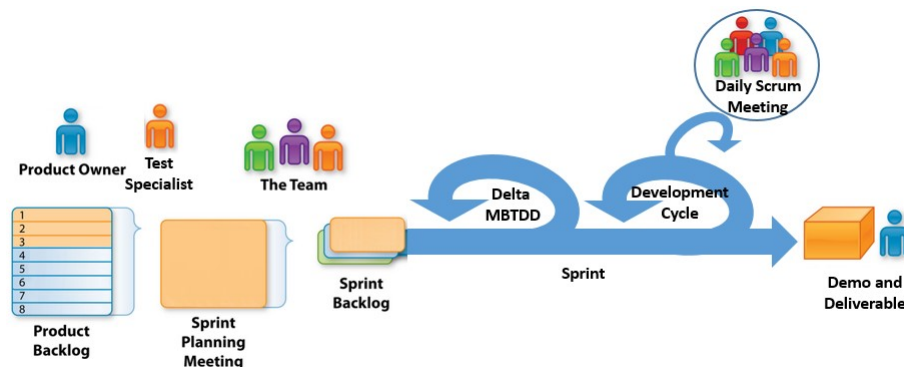 Daily Scrum
Meeting
Product Owner
Test
Specialist
The Team
Delta
MBTDD
Development
Cycle
1
2
3
4
5
6
7
8
Product
Backlog
Sprint
Planning
Meeting
Sprint
Backlog
Sprint
Demo and
Deliverable